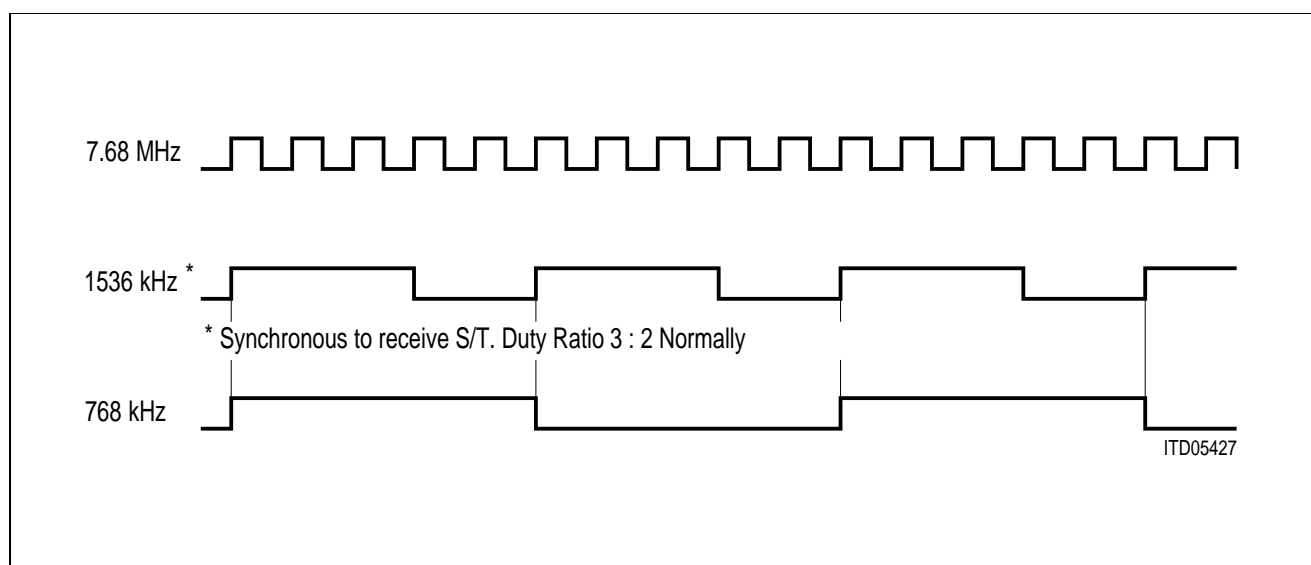 7.68 MHz
1536 kHz *
* Synchronous to receive S/T. Duty Ratio 3 : 2 Normally
768 kHz
ITD05427